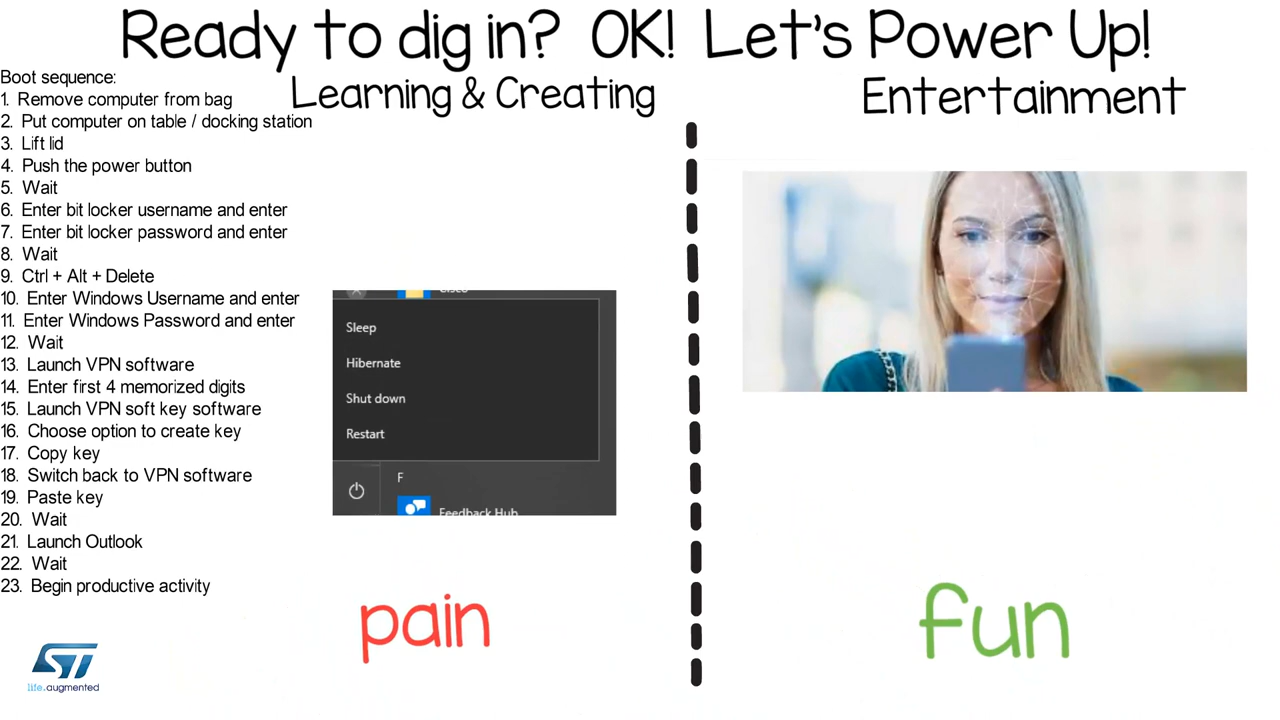 Ready to dig in? OK! Let's Power Up!
Learning & Creating
Entertainment
Boot sequence:
1. Remove computer from bag
2. Put computer on table / docking station
3. Lift lid
4. Push the power button
5. Wait
6. Enter bit locker username and enter
7. Enter bit locker password and enter
8. Wait
9. Ctrl + Alt + Delete
10. Enter Windows Username and enter
11. Enter Windows Password and enter
12. Wait
13. Launch VPN software
14. Enter first 4 memorized digits
15. Launch VPN soft key software
16. Choose option to create key
17. Copy key
18. Switch back to VPN software
19. Paste key
20. Wait
21. Launch Outlook
22. Wait
23. Begin productive activity
Cisco
Sleep
Hibernate
Shut down
Restart
F
Feedback Hub
pain
fun
ST
life.augmented